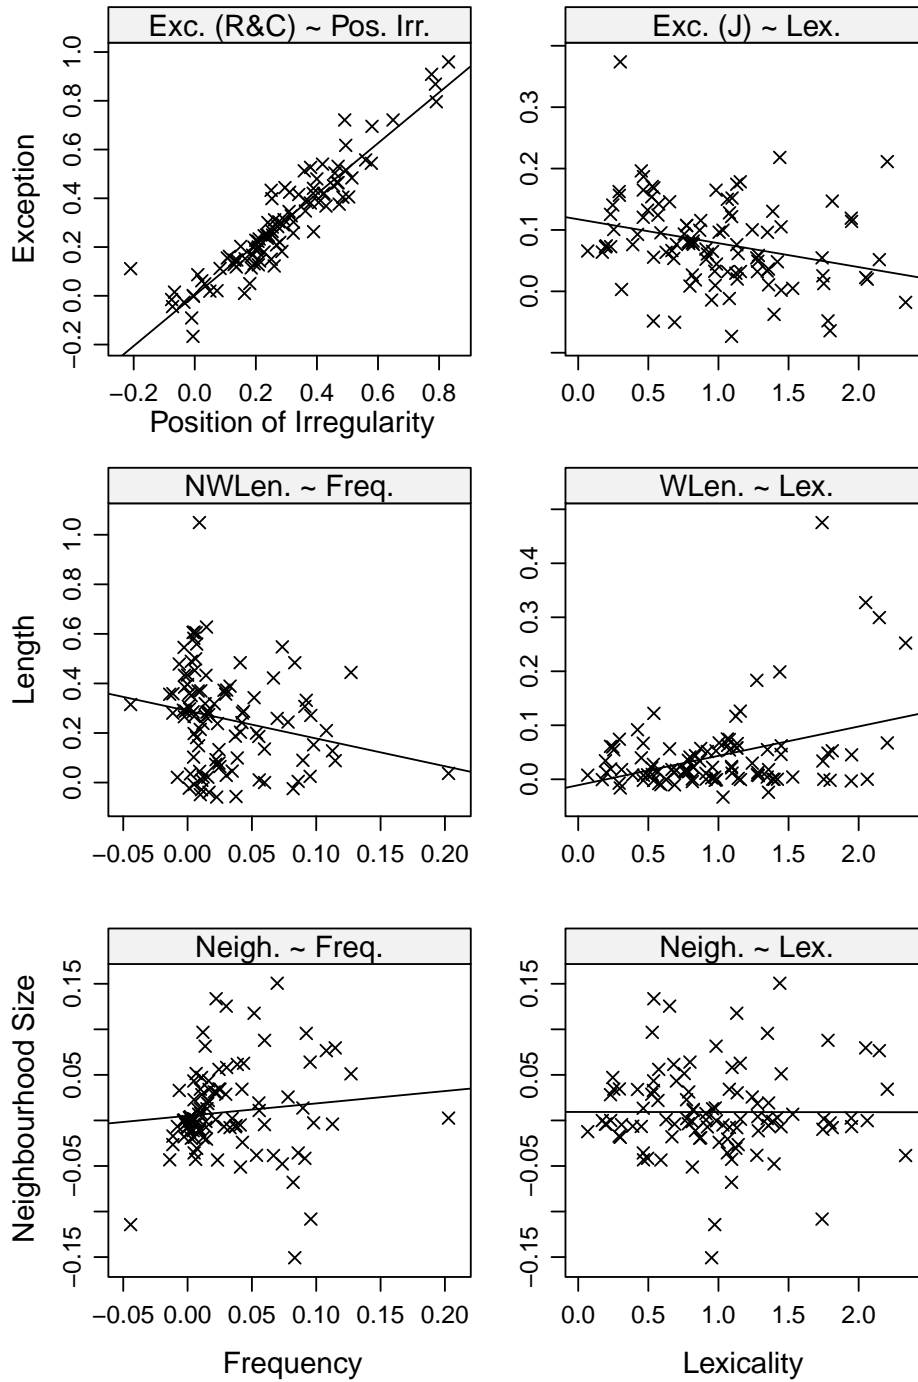 Exc. (R&C) ~ Pos. Irr.
Exception
−0.2 0.0 0.2 0.4 0.6 0.8 1.0
−0.2 0.0 0.2 0.4 0.6 0.8
Position of Irregularity
Exc. (J) ~ Lex.
0.0 0.1 0.2 0.3
0.0 0.5 1.0 1.5 2.0
NWLen. ~ Freq.
Length
0.0 0.2 0.4 0.6 0.8 1.0
−0.05 0.00 0.05 0.10 0.15 0.20
WLen. ~ Lex.
0.0 0.1 0.2 0.3 0.4
0.0 0.5 1.0 1.5 2.0
Neigh. ~ Freq.
Neighbourhood Size
−0.15 −0.05 0.05 0.15
−0.05 0.00 0.05 0.10 0.15 0.20
Frequency
Neigh. ~ Lex.
−0.15 −0.05 0.05 0.15
0.0 0.5 1.0 1.5 2.0
Lexicality